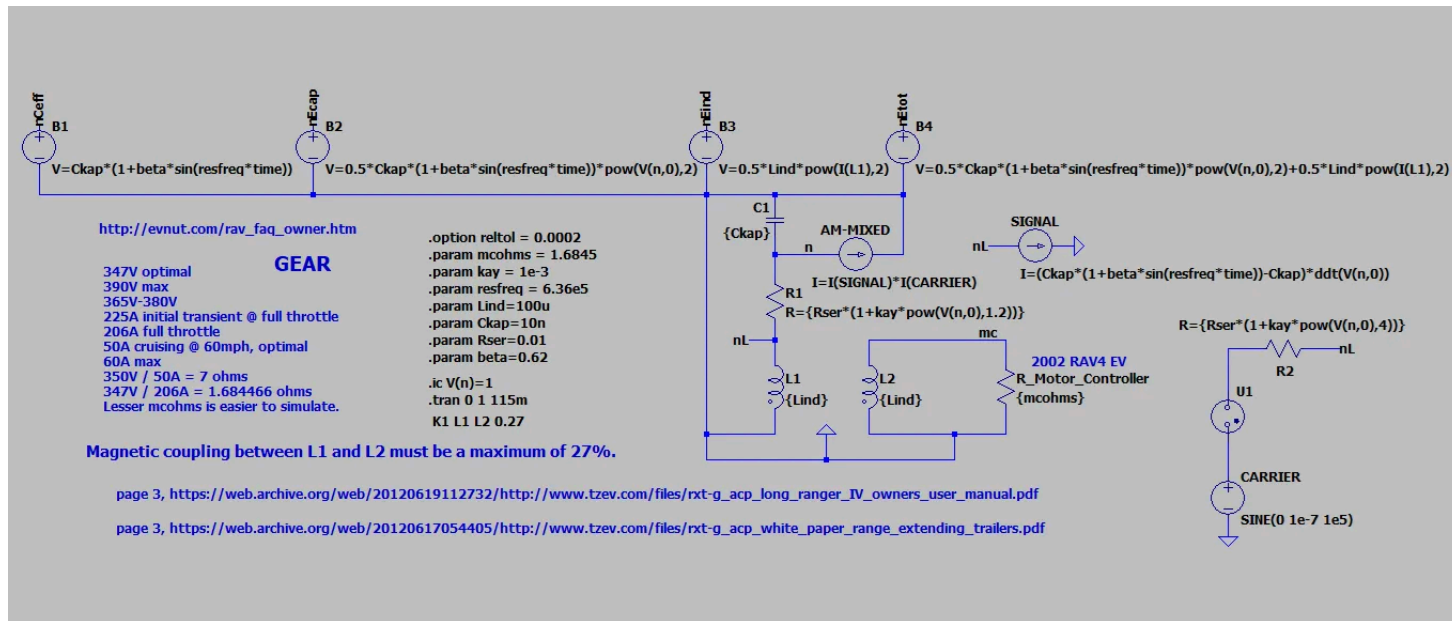 nCeff
B1
V=Ckap*(1+beta*sin(resfreq*time))
nEcap
B2
V=0.5*Ckap*(1+beta*sin(resfreq*time))*pow(V(n,0),2)
nEind
B3
V=0.5*Lind*pow(I(L1),2)
nEtot
B4
V=0.5*Ckap*(1+beta*sin(resfreq*time))*pow(V(n,0),2)+0.5*Lind*pow(I(L1),2)
http://evnut.com/rav_faq_owner.htm
GEAR
347V optimal
390V max
365V-380V
225A initial transient @ full throttle
206A full throttle
50A cruising @ 60mph, optimal
60A max
350V / 50A = 7 ohms
347V / 206A = 1.684466 ohms
Lesser mcohms is easier to simulate.
.option reltol = 0.0002
.param mcohms = 1.6845
.param kay = 1e-3
.param resfreq = 6.36e5
.param Lind=100u
.param Ckap=10n
.param Rser=0.01
.param beta=0.62
.ic V(n)=1
.tran 0 1 115m
K1 L1 L2 0.27
C1
{Ckap}
n
AM-MIXED
I=I(SIGNAL)*I(CARRIER)
R1
R={Rser*(1+kay*pow(V(n,0),1.2))}
nL
L1
{Lind}
L2
{Lind}
mc
2002 RAV4 EV
R_Motor_Controller
{mcohms}
SIGNAL
nL
I=(Ckap*(1+beta*sin(resfreq*time))-Ckap)*ddt(V(n,0))
R={Rser*(1+kay*pow(V(n,0),4))}
nL
R2
U1
CARRIER
SINE(0 1e-7 1e5)
Magnetic coupling between L1 and L2 must be a maximum of 27%.
page 3, https://web.archive.org/web/20120619112732/http://www.tzev.com/files/rxt-g_acp_long_ranger_IV_owners_user_manual.pdf
page 3, https://web.archive.org/web/20120617054405/http://www.tzev.com/files/rxt-g_acp_white_paper_range_extending_trailers.pdf